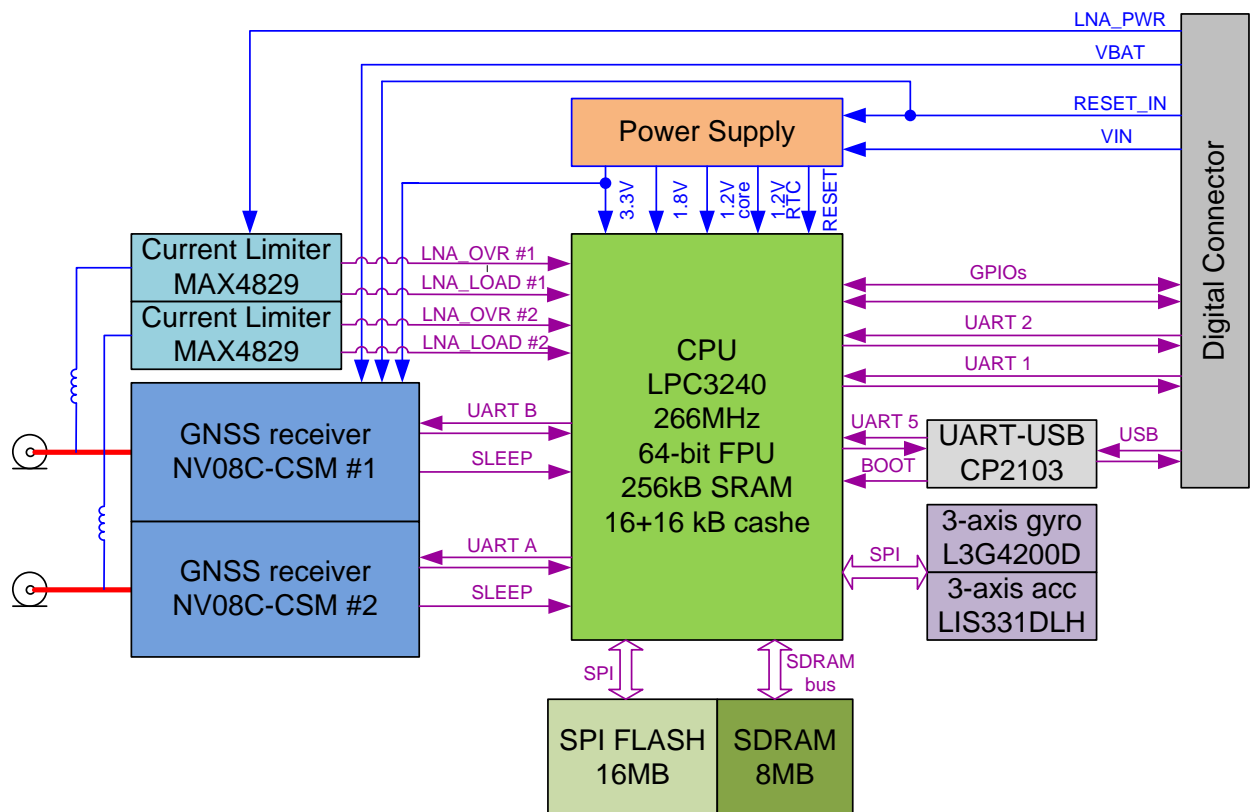 LNA_PWR
VBAT
RESET_IN
VIN
Digital Connector
Power Supply
3.3V
1.8V
1.2V
core
1.2V
RTC
RESET
Current Limiter
MAX4829
Current Limiter
MAX4829
LNA_OVR #1
LNA_LOAD #1
LNA_OVR #2
LNA_LOAD #2
GNSS receiver
NV08C-CSM #1
GNSS receiver
NV08C-CSM #2
UART B
SLEEP
UART A
SLEEP
CPU
LPC3240
266MHz
64-bit FPU
256kB SRAM
16+16 kB cashe
GPIOs
UART 2
UART 1
UART 5
BOOT
UART-USB
CP2103
USB
SPI
3-axis gyro
L3G4200D
3-axis acc
LIS331DLH
SPI
SDRAM
bus
SPI FLASH
16MB
SDRAM
8MB